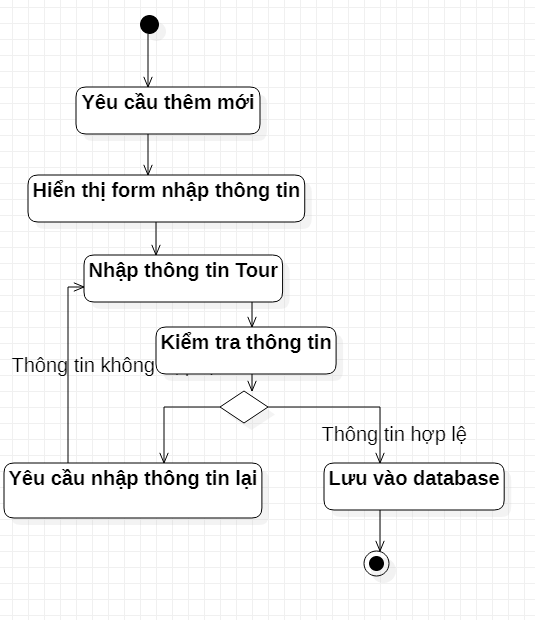 Yêu cầu thêm mới
Hiển thị form nhập thông tin
Nhập thông tin Tour
Kiểm tra thông tin
Thông tin không
Thông tin hợp lệ
Yêu cầu nhập thông tin lại
Lưu vào database